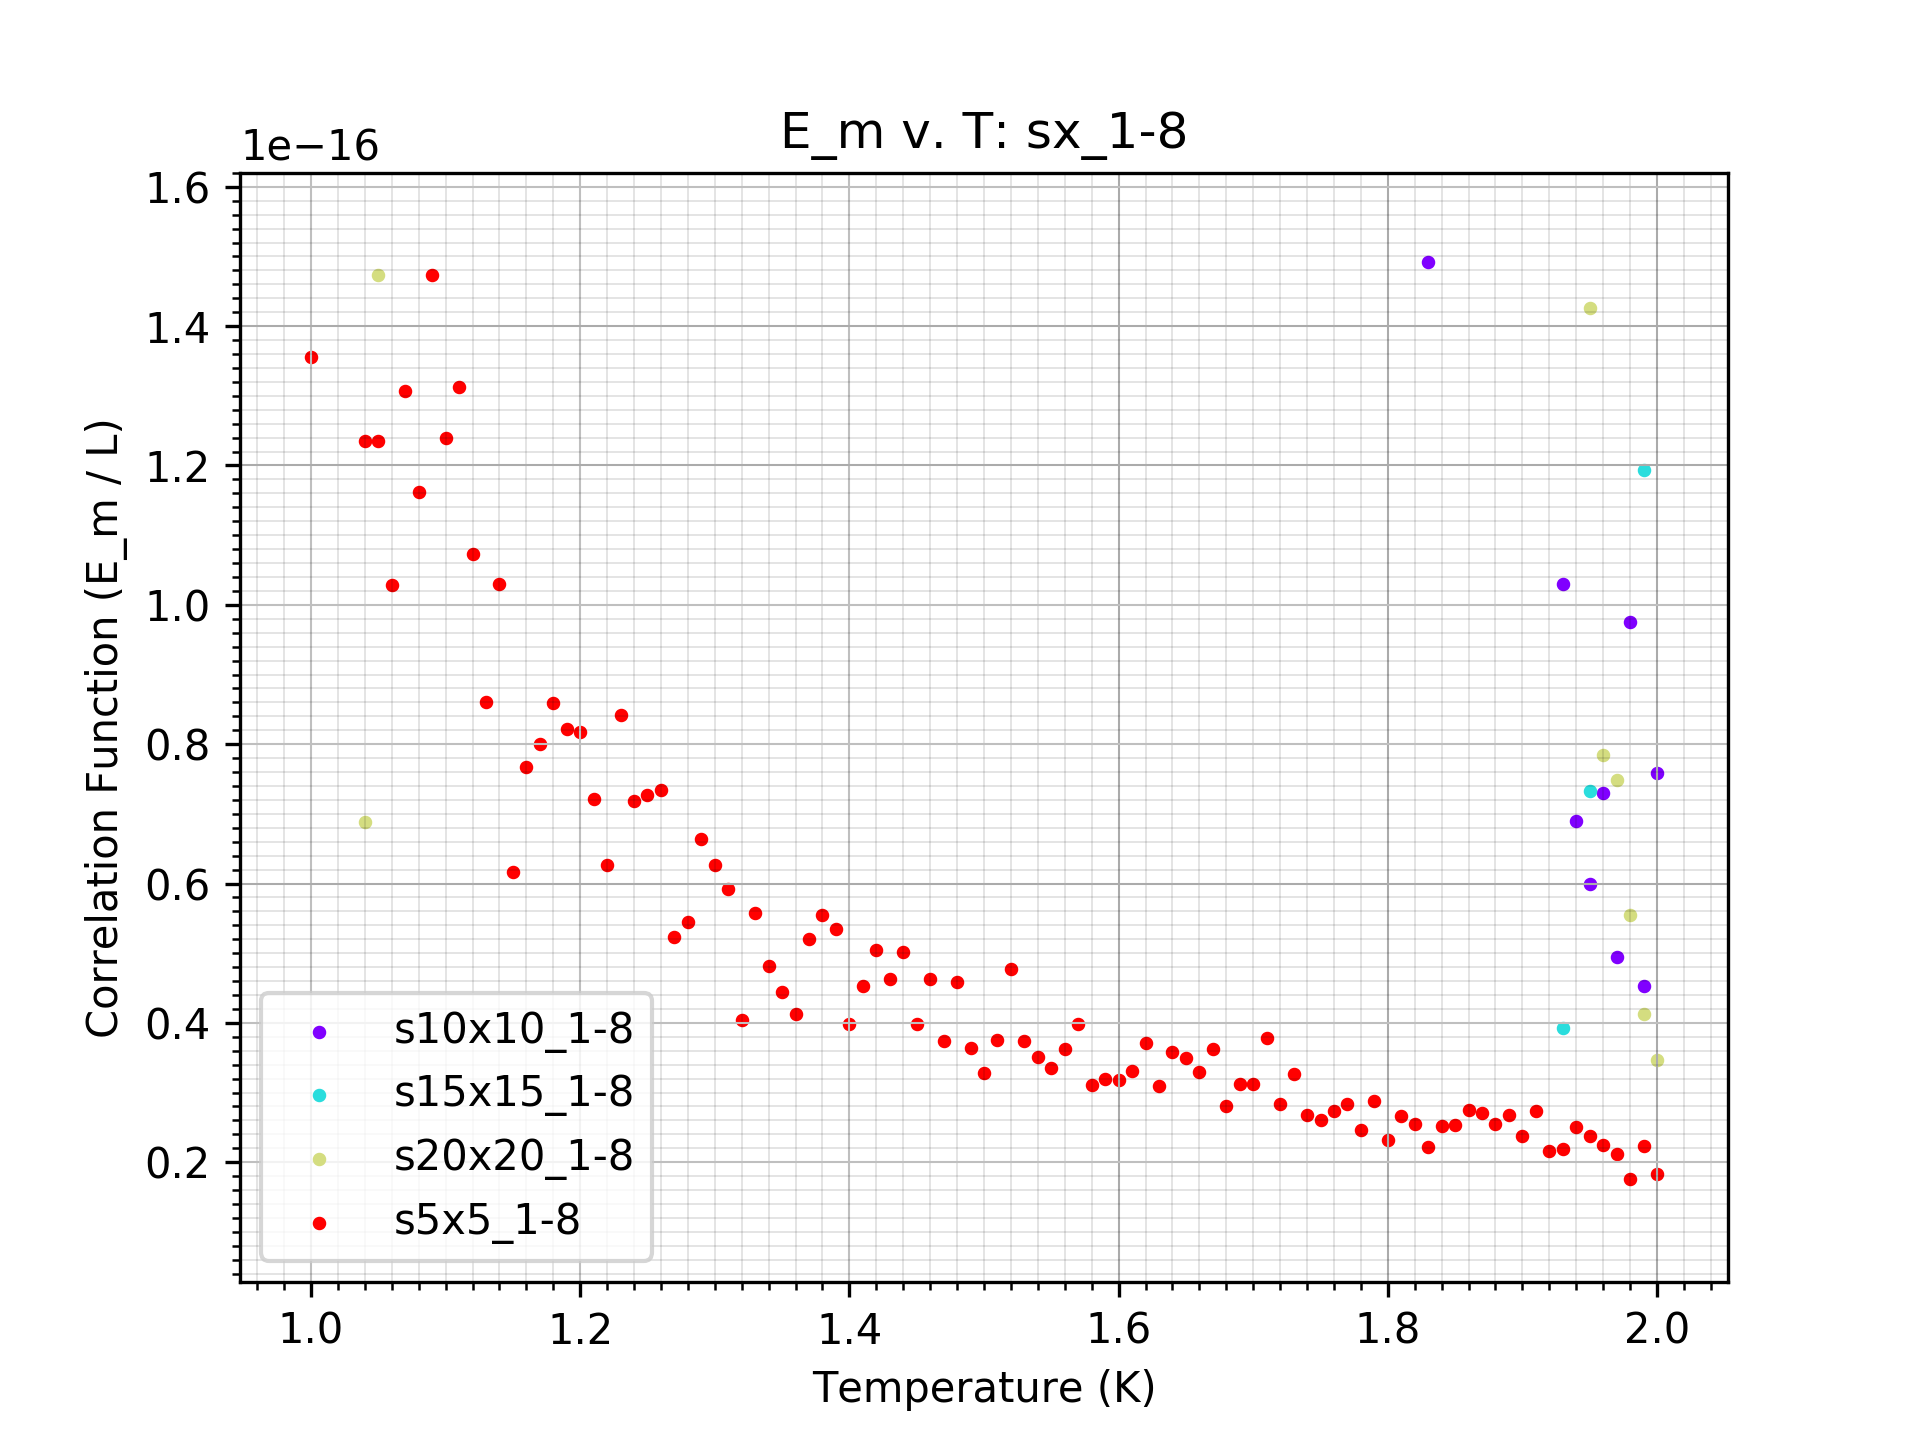 E_m v. T: sx_1-8
1e−16
1.6
1.4
1.2
1.0
0.8
0.6
0.4
0.2
Correlation Function (E_m / L)
s10x10_1-8
s15x15_1-8
s20x20_1-8
s5x5_1-8
1.0 1.2 1.4 1.6 1.8 2.0
Temperature (K)